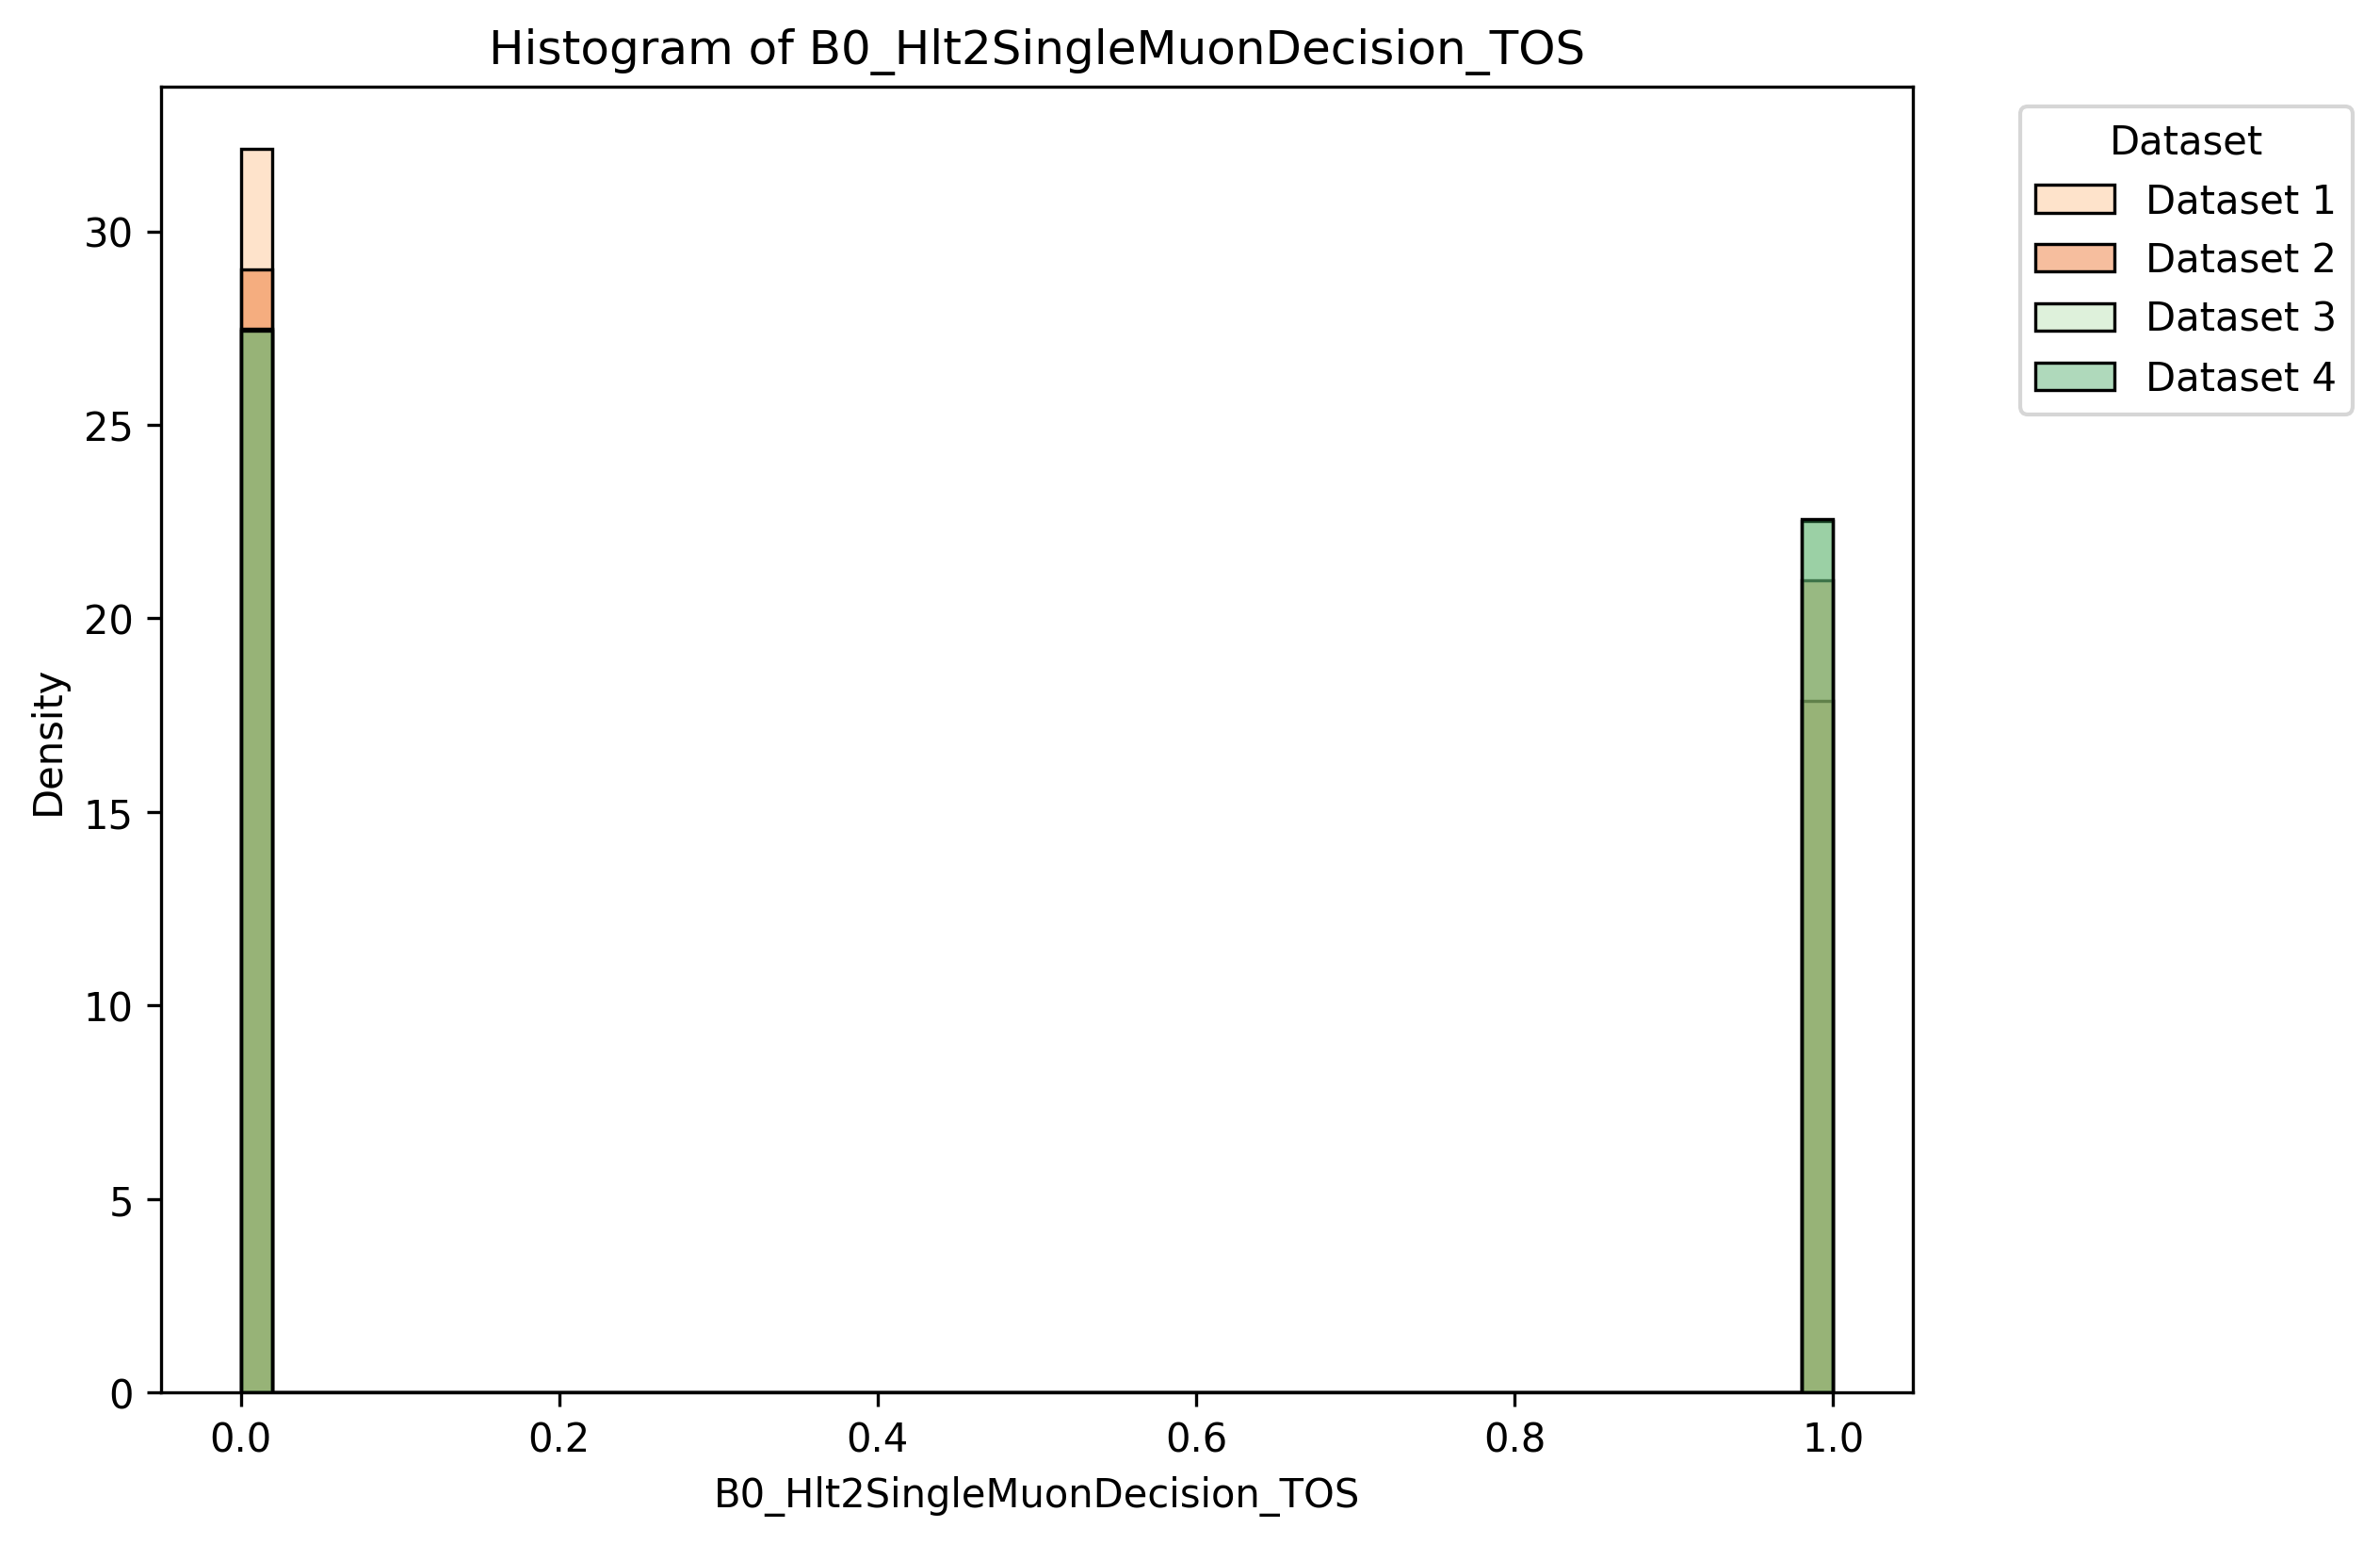 Histogram of B0_Hlt2SingleMuonDecision_TOS
Dataset
Dataset 1
Dataset 2
Dataset 3
Dataset 4
Density
30
25
20
15
10
5
0
0.0 0.2 0.4 0.6 0.8 1.0
B0_Hlt2SingleMuonDecision_TOS